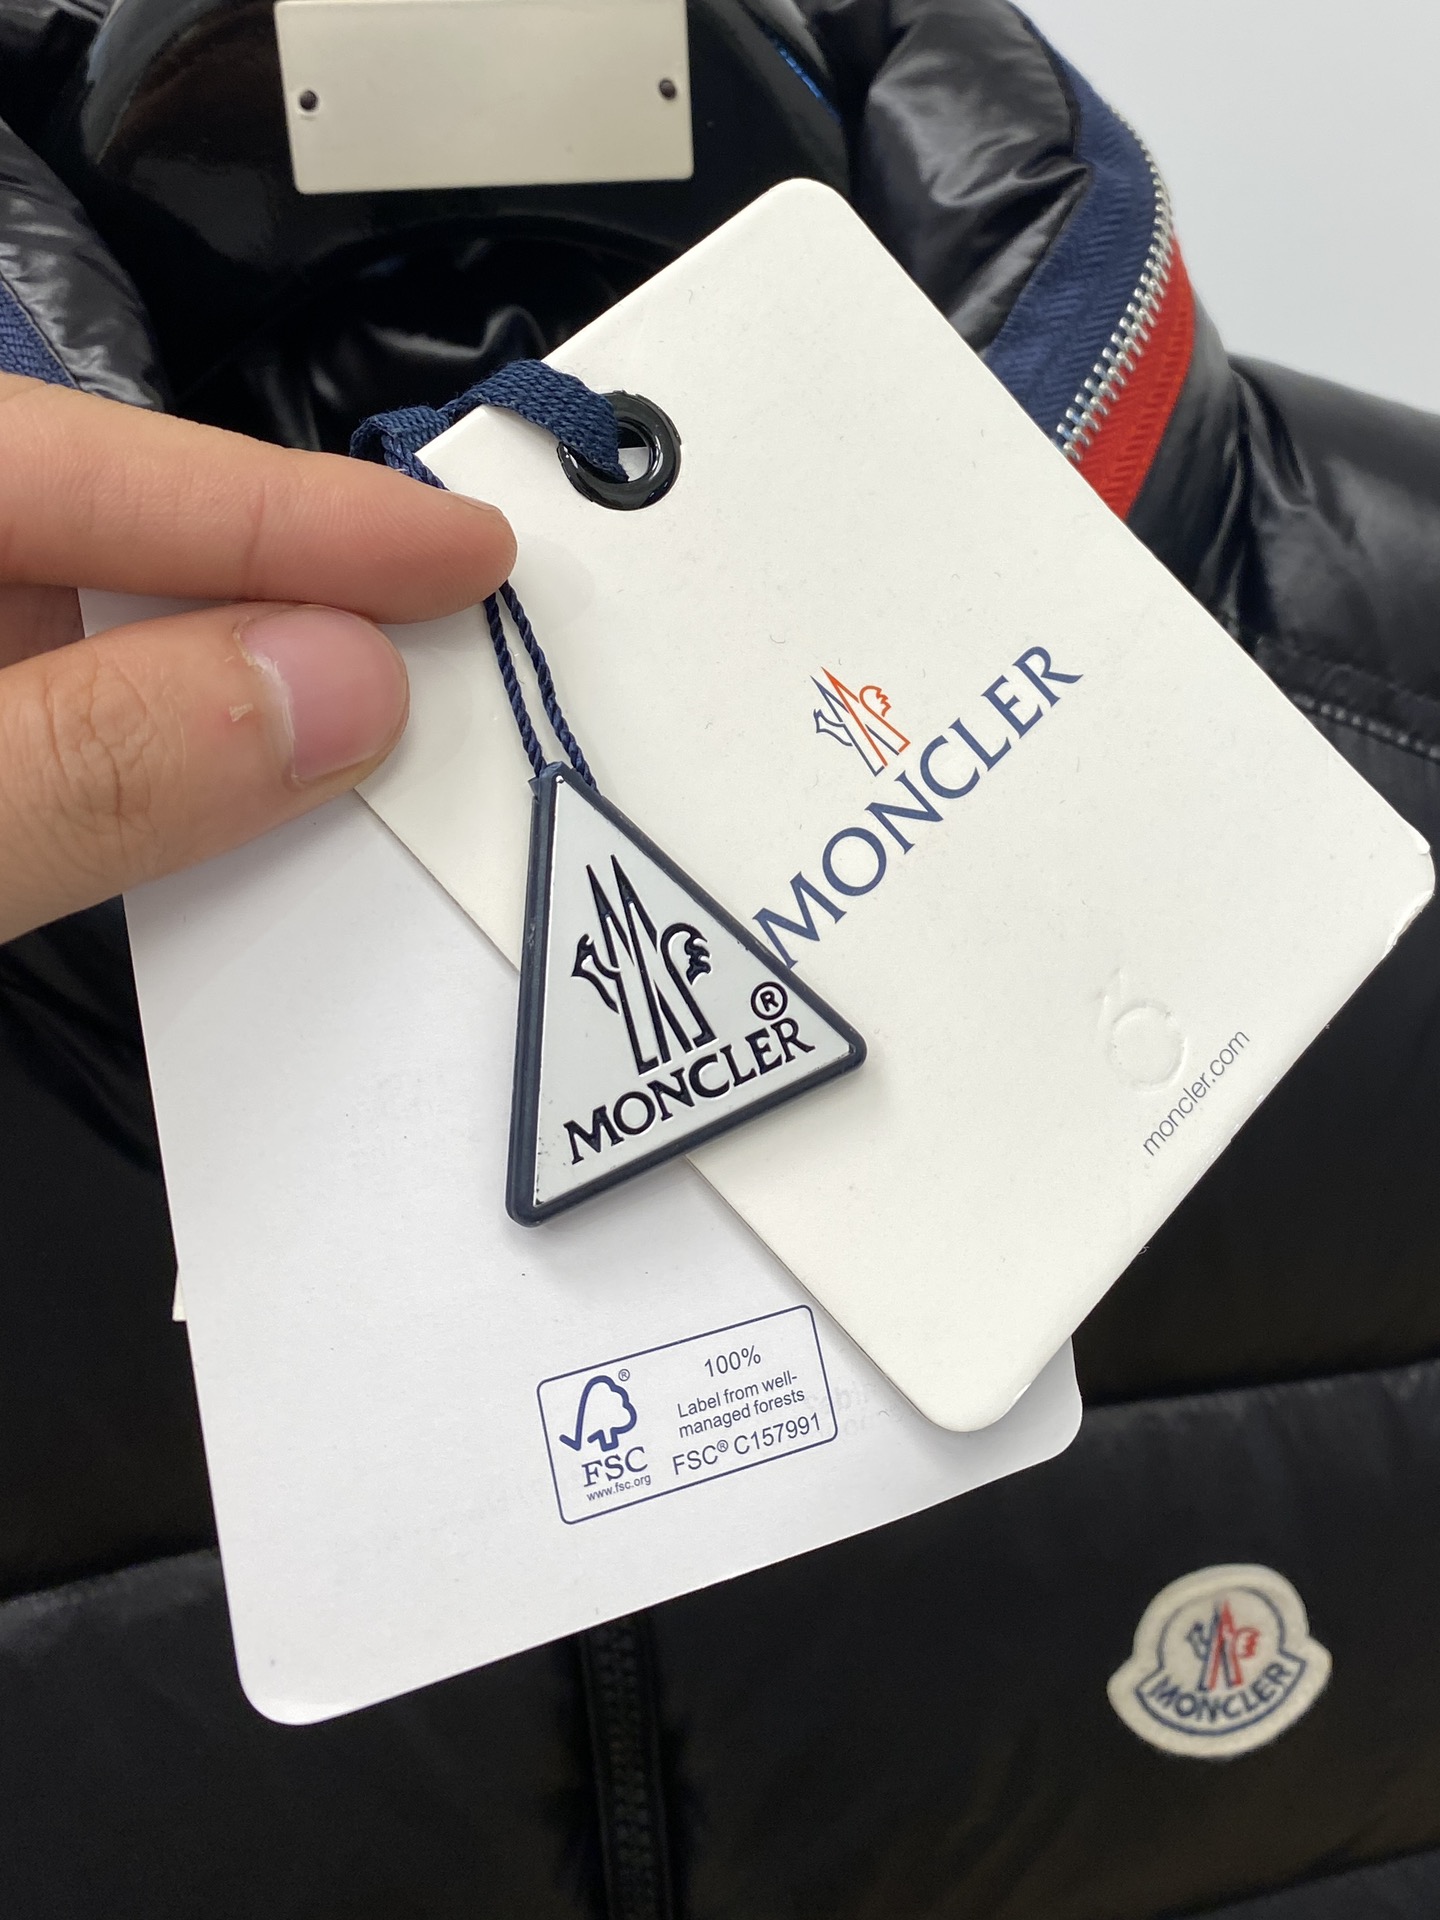 MONCLER
moncler.com
®
MONCLER
FSC®
www.fsc.org
100%
Label from well-
managed forests
FSC® C157991
MONCLER